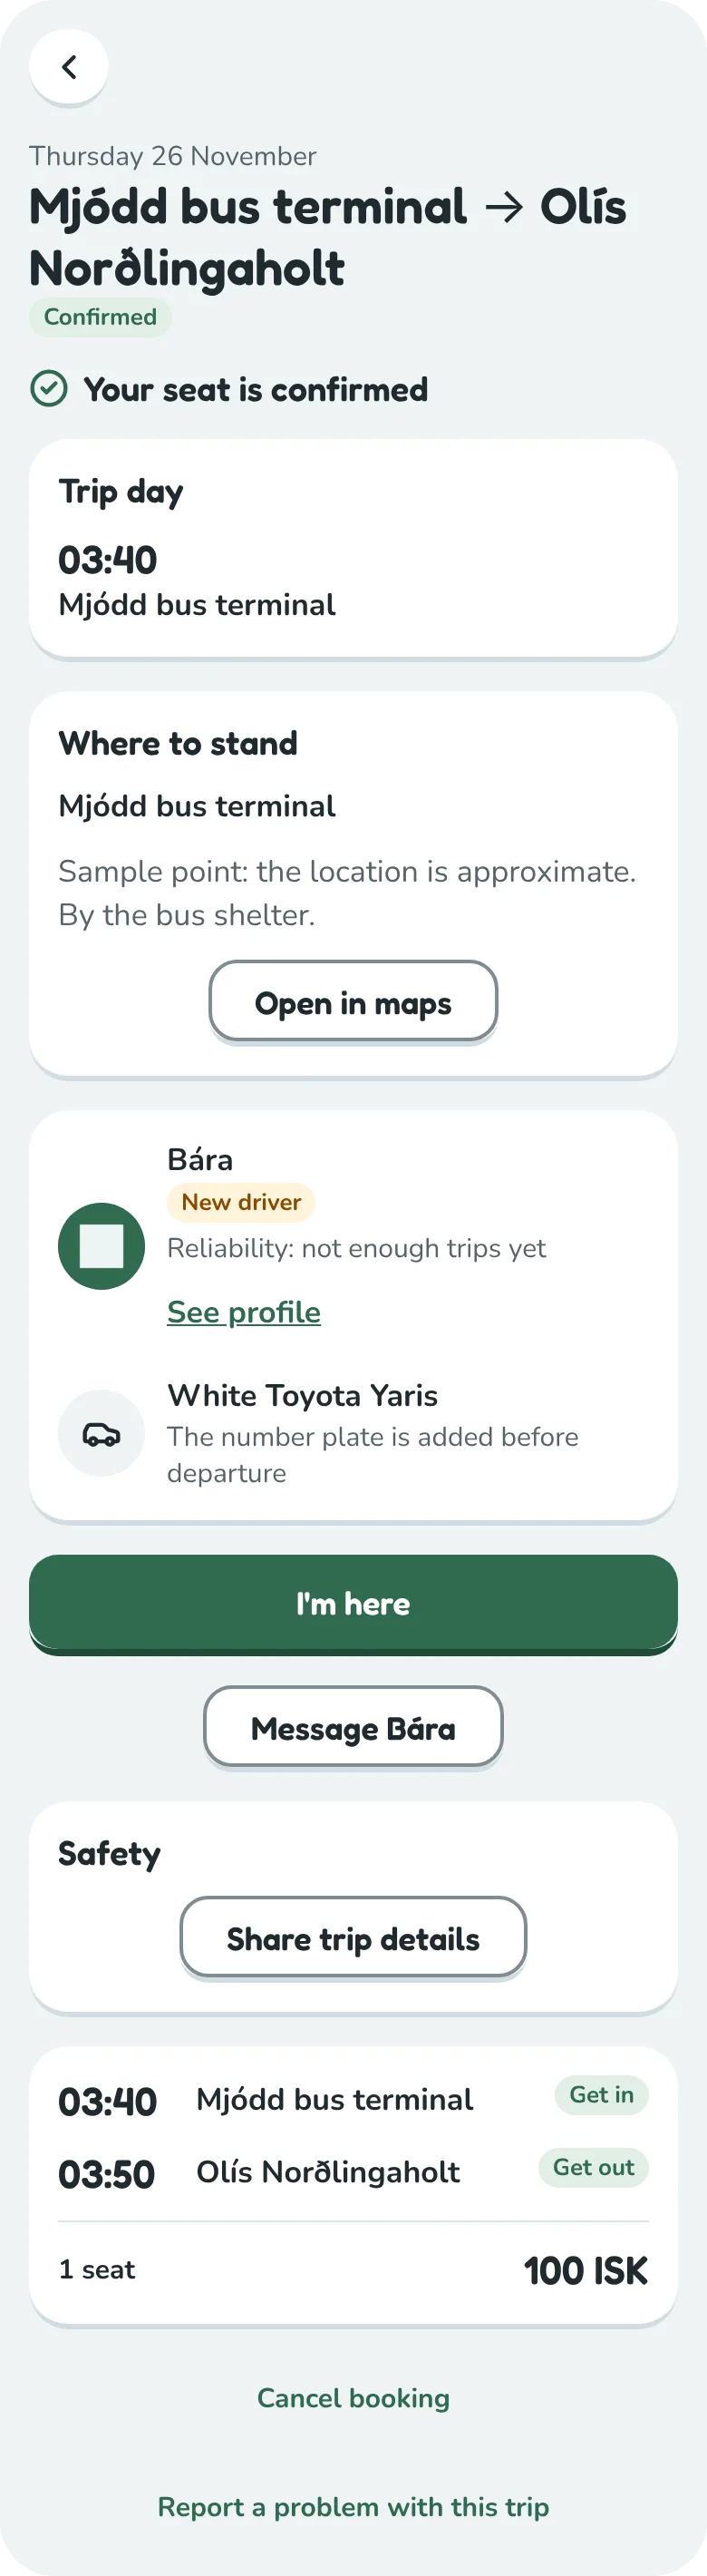 Thursday 26 November
Mjódd bus terminal → Olís
Norðlingaholt
Confirmed
Your seat is confirmed
Trip day
03:40
Mjódd bus terminal
Where to stand
Mjódd bus terminal
Sample point: the location is approximate.
By the bus shelter.
Open in maps
Bára
New driver
Reliability: not enough trips yet
See profile
White Toyota Yaris
The number plate is added before
departure
I'm here
Message Bára
Safety
Share trip details
03:40 Mjódd bus terminal Get in
03:50 Olís Norðlingaholt Get out
1 seat 100 ISK
Cancel booking
Report a problem with this trip